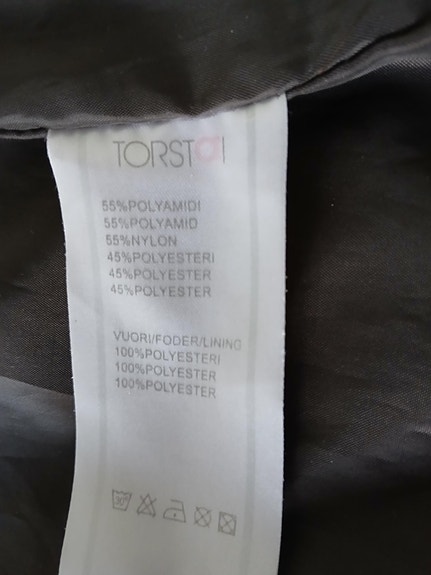 TORSTAI
55%POLYAMIDI
55%POLYAMID
55%NYLON
45%POLYESTERI
45%POLYESTER
45%POLYESTER
VUORI/FODER/LINING
100%POLYESTERI
100%POLYESTER
100%POLYESTER
30°